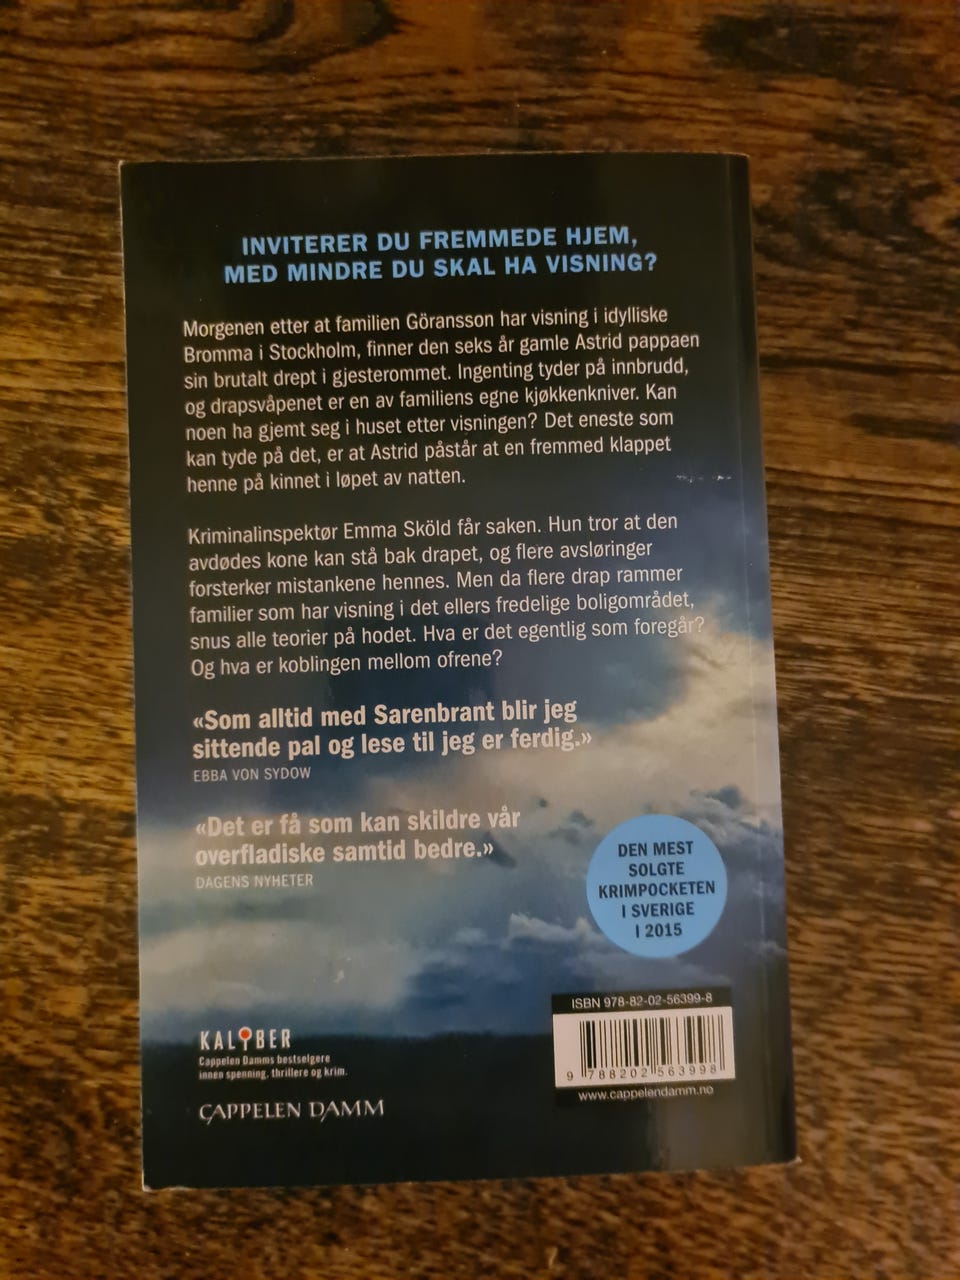 INVITERER DU FREMMEDE HJEM,
MED MINDRE DU SKAL HA VISNING?
Morgenen etter at familien Göransson har visning i idylliske
Bromma i Stockholm, finner den seks år gamle Astrid pappaen
sin brutalt drept i gjesterommet. Ingenting tyder på innbrudd,
og drapsvåpenet er en av familiens egne kjøkkenkniver. Kan
noen ha gjemt seg i huset etter visningen? Det eneste som
kan tyde på det, er at Astrid påstår at en fremmed klappet
henne på kinnet i løpet av natten.
Kriminalinspektør Emma Sköld får saken. Hun tror at den
avdødes kone kan stå bak drapet, og flere avsløringer
forsterker mistankene hennes. Men da flere drap rammer
familier som har visning i det ellers fredelige boligområdet,
snus alle teorier på hodet. Hva er det egentlig som foregår?
Og hva er koblingen mellom ofrene?
«Som alltid med Sarenbrant blir jeg
sittende pal og lese til jeg er ferdig.»
EBBA VON SYDOW
«Det er få som kan skildre vår
overfladiske samtid bedre.»
DAGENS NYHETER
DEN MEST
SOLGTE
KRIMPOCKETEN
I SVERIGE
I 2015
ISBN 978-82-02-56399-8
9 788202 563998
www.cappelendamm.no
KALIBER
Cappelen Damms bestselgere
innen spenning, thrillere og krim.
CAPPELEN DAMM